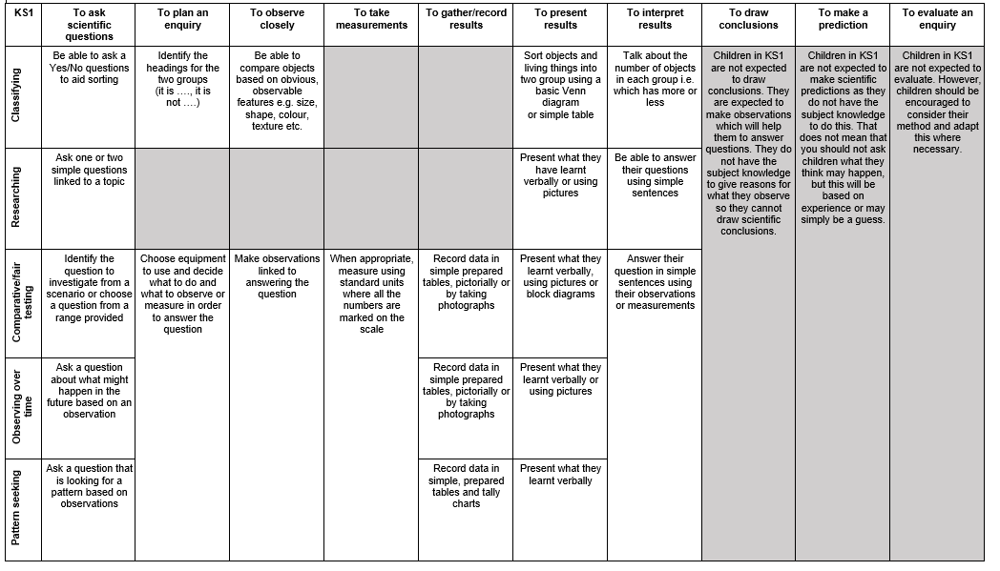 KS1
To ask
scientific
questions
To plan an
enquiry
To observe
closely
To take
measurements
To gather/record
results
To present
results
To interpret
results
To draw
conclusions
To make a
prediction
To evaluate an
enquiry
Classifying
Be able to ask a
Yes/No questions
to aid sorting
Identify the
headings for the
two groups
(it is …., it is
not ….)
Be able to
compare objects
based on obvious,
observable
features e.g. size,
shape, colour,
texture etc.
Sort objects and
living things into
two group using a
basic Venn
diagram
or simple table
Talk about the
number of objects
in each group i.e.
which has more or
less
Children in KS1
are not expected
to draw
conclusions. They
are expected to
make observations
which will help
them to answer
questions. They do
not have the
subject knowledge
to give reasons for
what they observe
so they cannot
draw scientific
conclusions.
Children in KS1
are not expected to
make scientific
predictions as they
do not have the
subject knowledge
to do this. That
does not mean that
you should not ask
children what they
think may happen,
but this will be
based on
experience or may
simply be a guess.
Children in KS1
are not expected to
evaluate. However,
children should be
encouraged to
consider their
method and adapt
this where
necessary.
Researching
Ask one or two
simple questions
linked to a topic
Present what they
have learnt
verbally or using
pictures
Be able to answer
their questions
using simple
sentences
Comparative/fair
testing
Identify the
question to
investigate from a
scenario or choose
a question from a
range provided
Choose equipment
to use and decide
what to do and
what to observe or
measure in order
to answer the
question
Make observations
linked to
answering the
question
When appropriate,
measure using
standard units
where all the
numbers are
marked on the
scale
Record data in
simple prepared
tables, pictorially or
by taking
photographs
Present what they
learnt verbally,
using pictures or
block diagrams
Answer their
question in simple
sentences using
their observations
or measurements
Observing over
time
Ask a question
about what might
happen in the
future based on an
observation
Record data in
simple prepared
tables, pictorially or
by taking
photographs
Present what they
learnt verbally or
using pictures
Pattern seeking
Ask a question that
is looking for a
pattern based on
observations
Record data in
simple, prepared
tables and tally
charts
Present what they
learnt verbally